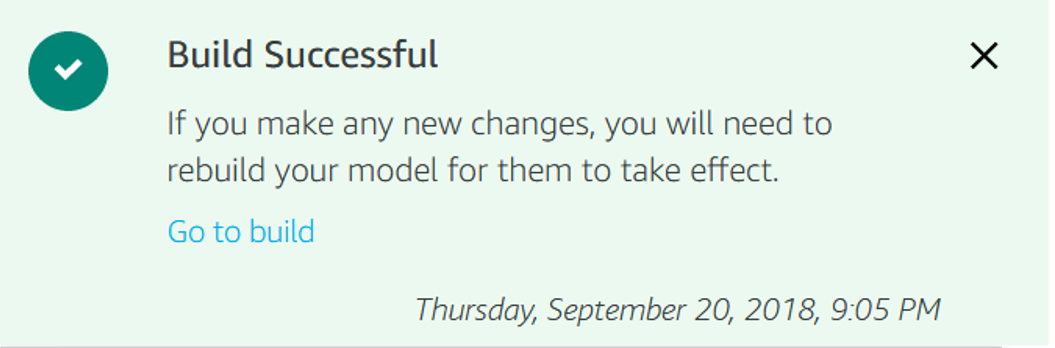 Build Successful
If you make any new changes, you will need to
rebuild your model for them to take effect.
Go to build
Thursday, September 20, 2018, 9:05 PM